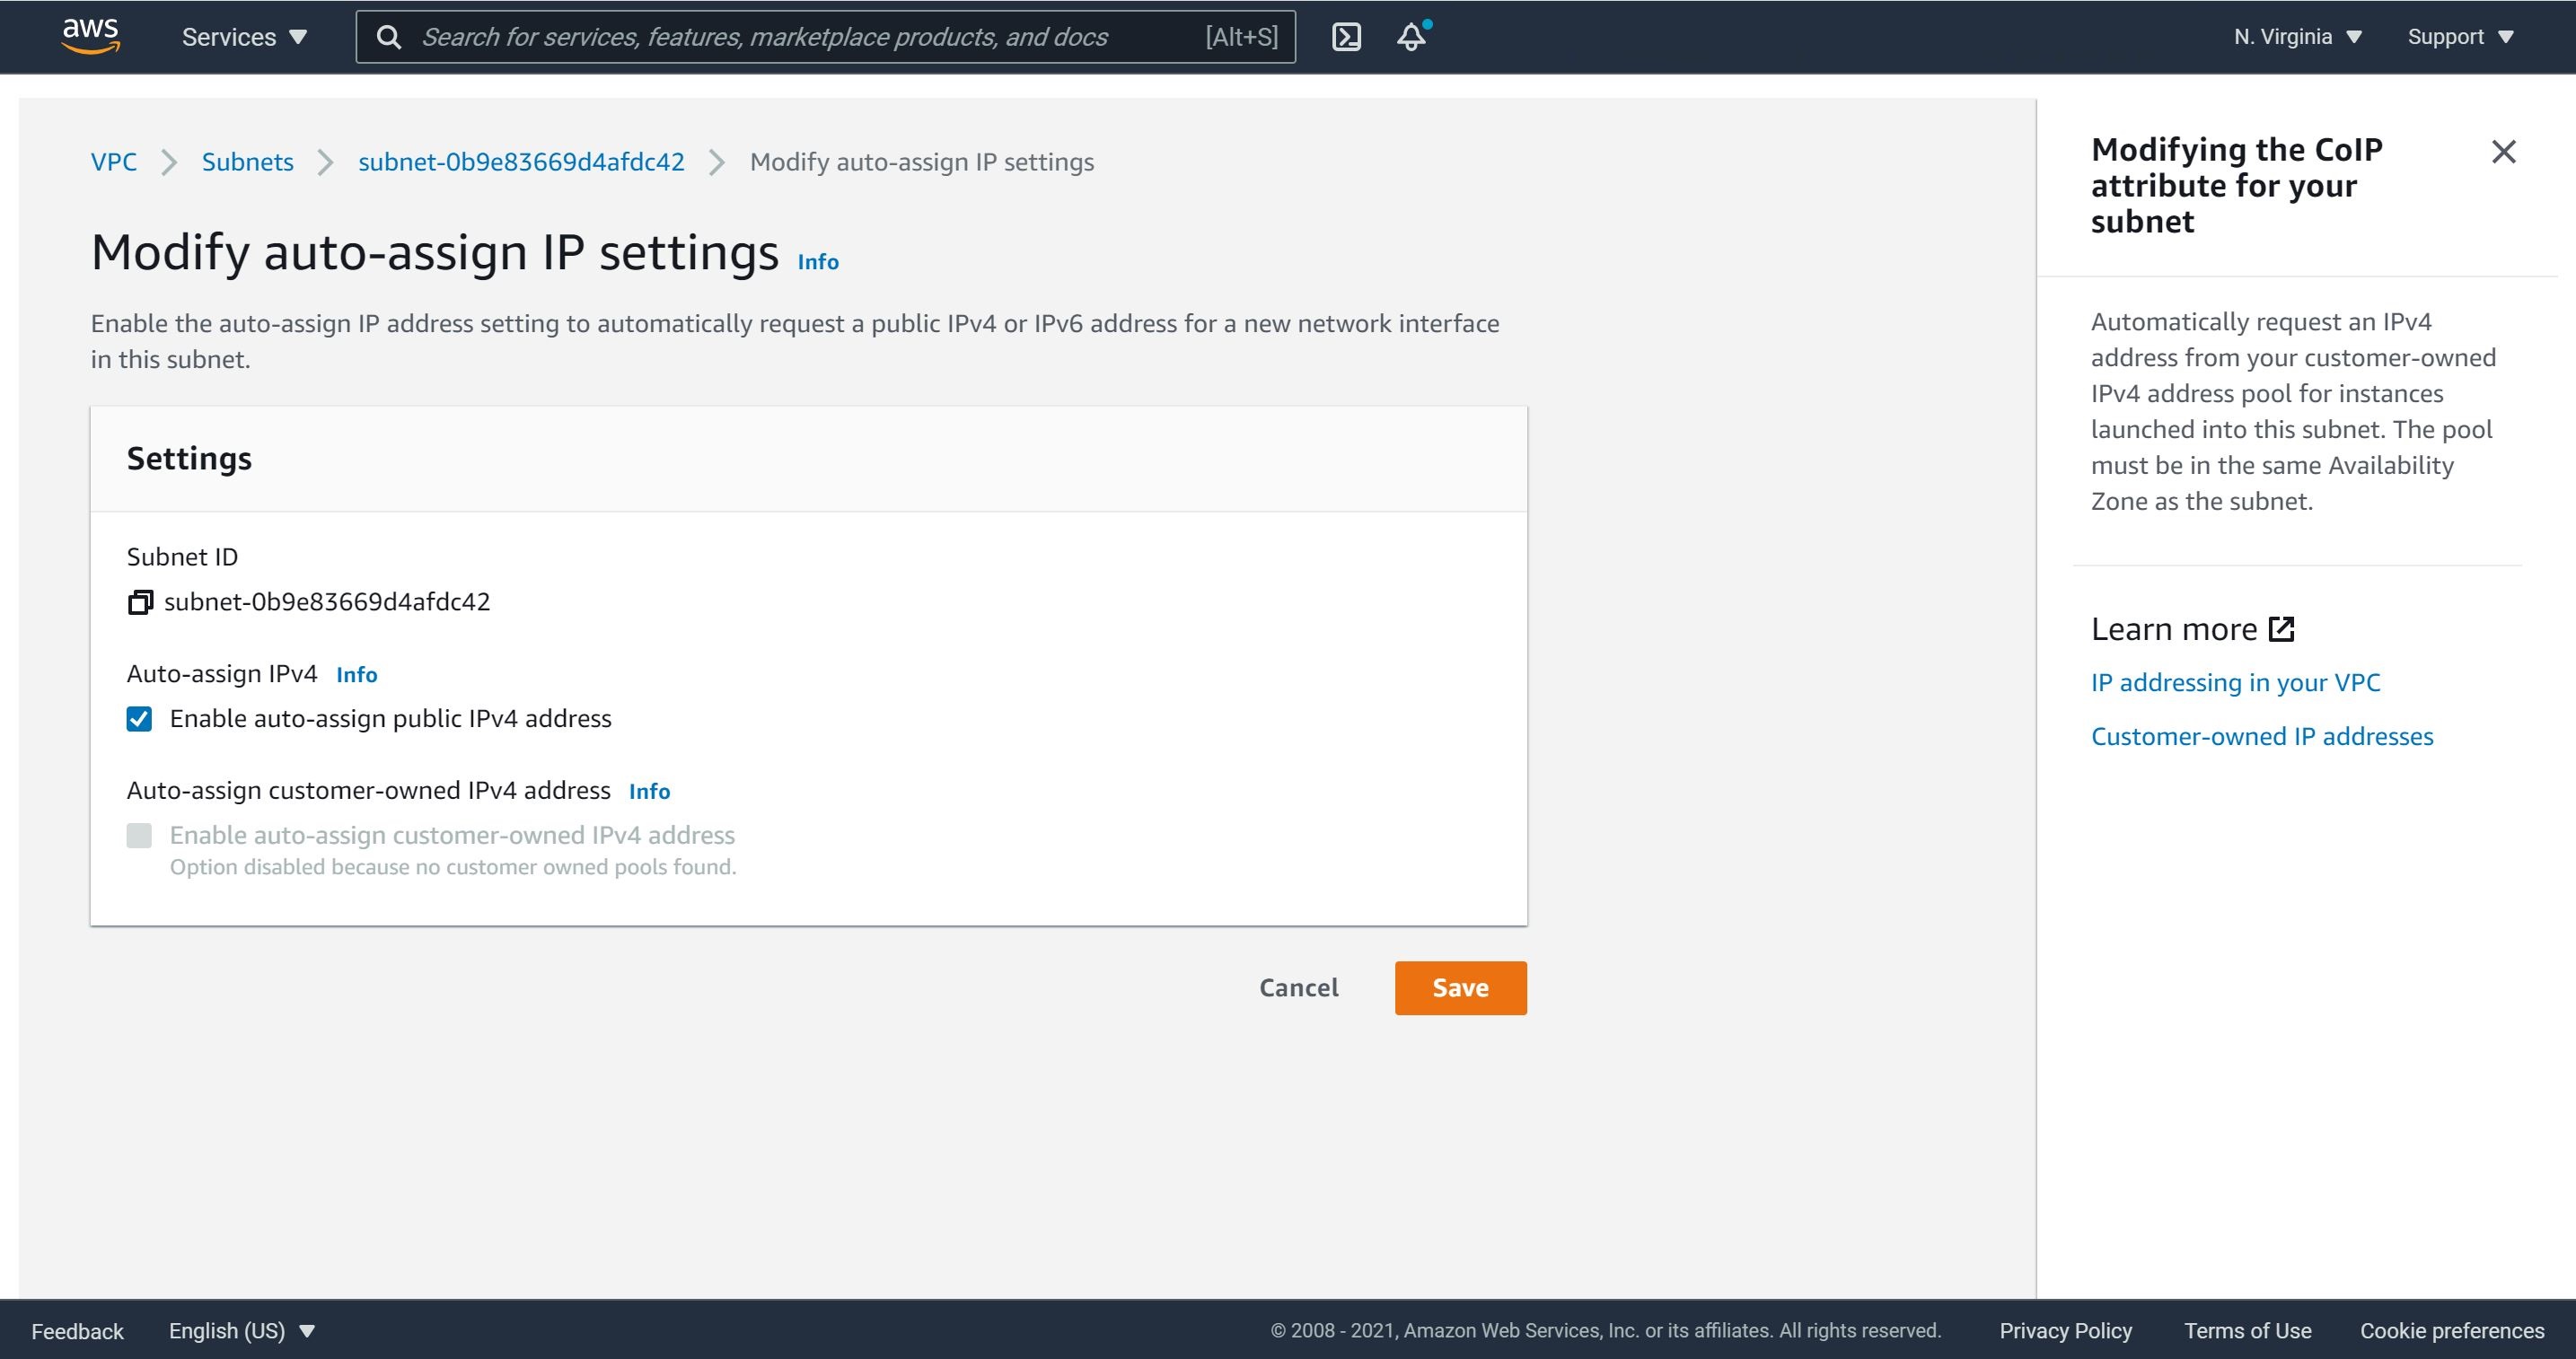 aws Services Search for services, features, marketplace products, and docs [Alt+S] N. Virginia Support
VPC Subnets subnet-0b9e83669d4afdc42 Modify auto-assign IP settings
Modify auto-assign IP settings Info
Enable the auto-assign IP address setting to automatically request a public IPv4 or IPv6 address for a new network interface
in this subnet.
Settings
Subnet ID
subnet-0b9e83669d4afdc42
Auto-assign IPv4 Info
Enable auto-assign public IPv4 address
Auto-assign customer-owned IPv4 address Info
Enable auto-assign customer-owned IPv4 address
Option disabled because no customer owned pools found.
Cancel Save
Modifying the CoIP
attribute for your
subnet
Automatically request an IPv4
address from your customer-owned
IPv4 address pool for instances
launched into this subnet. The pool
must be in the same Availability
Zone as the subnet.
Learn more
IP addressing in your VPC
Customer-owned IP addresses
Feedback English (US) © 2008 - 2021, Amazon Web Services, Inc. or its affiliates. All rights reserved. Privacy Policy Terms of Use Cookie preferences